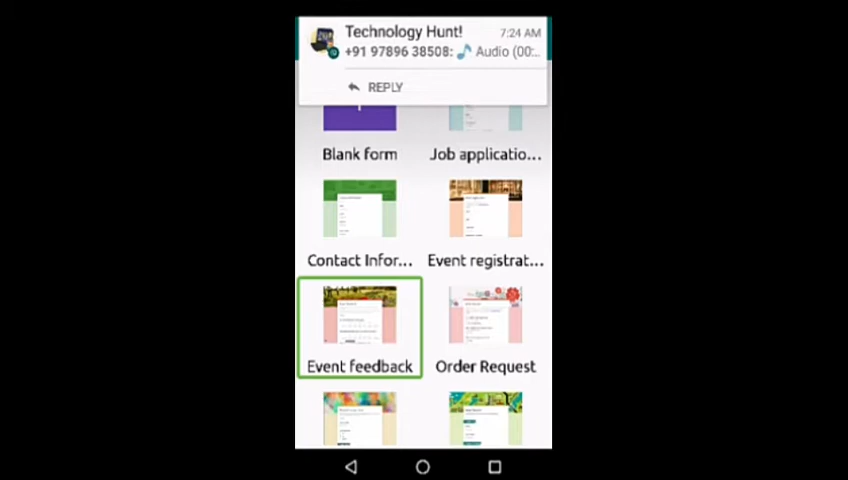 Technology Hunt!
7:24 AM
+91 97896 38508: 🎵 Audio (00:..
REPLY
Blank form
Job applicatio...
Contact Infor...
Event registrat...
Event feedback
Order Request